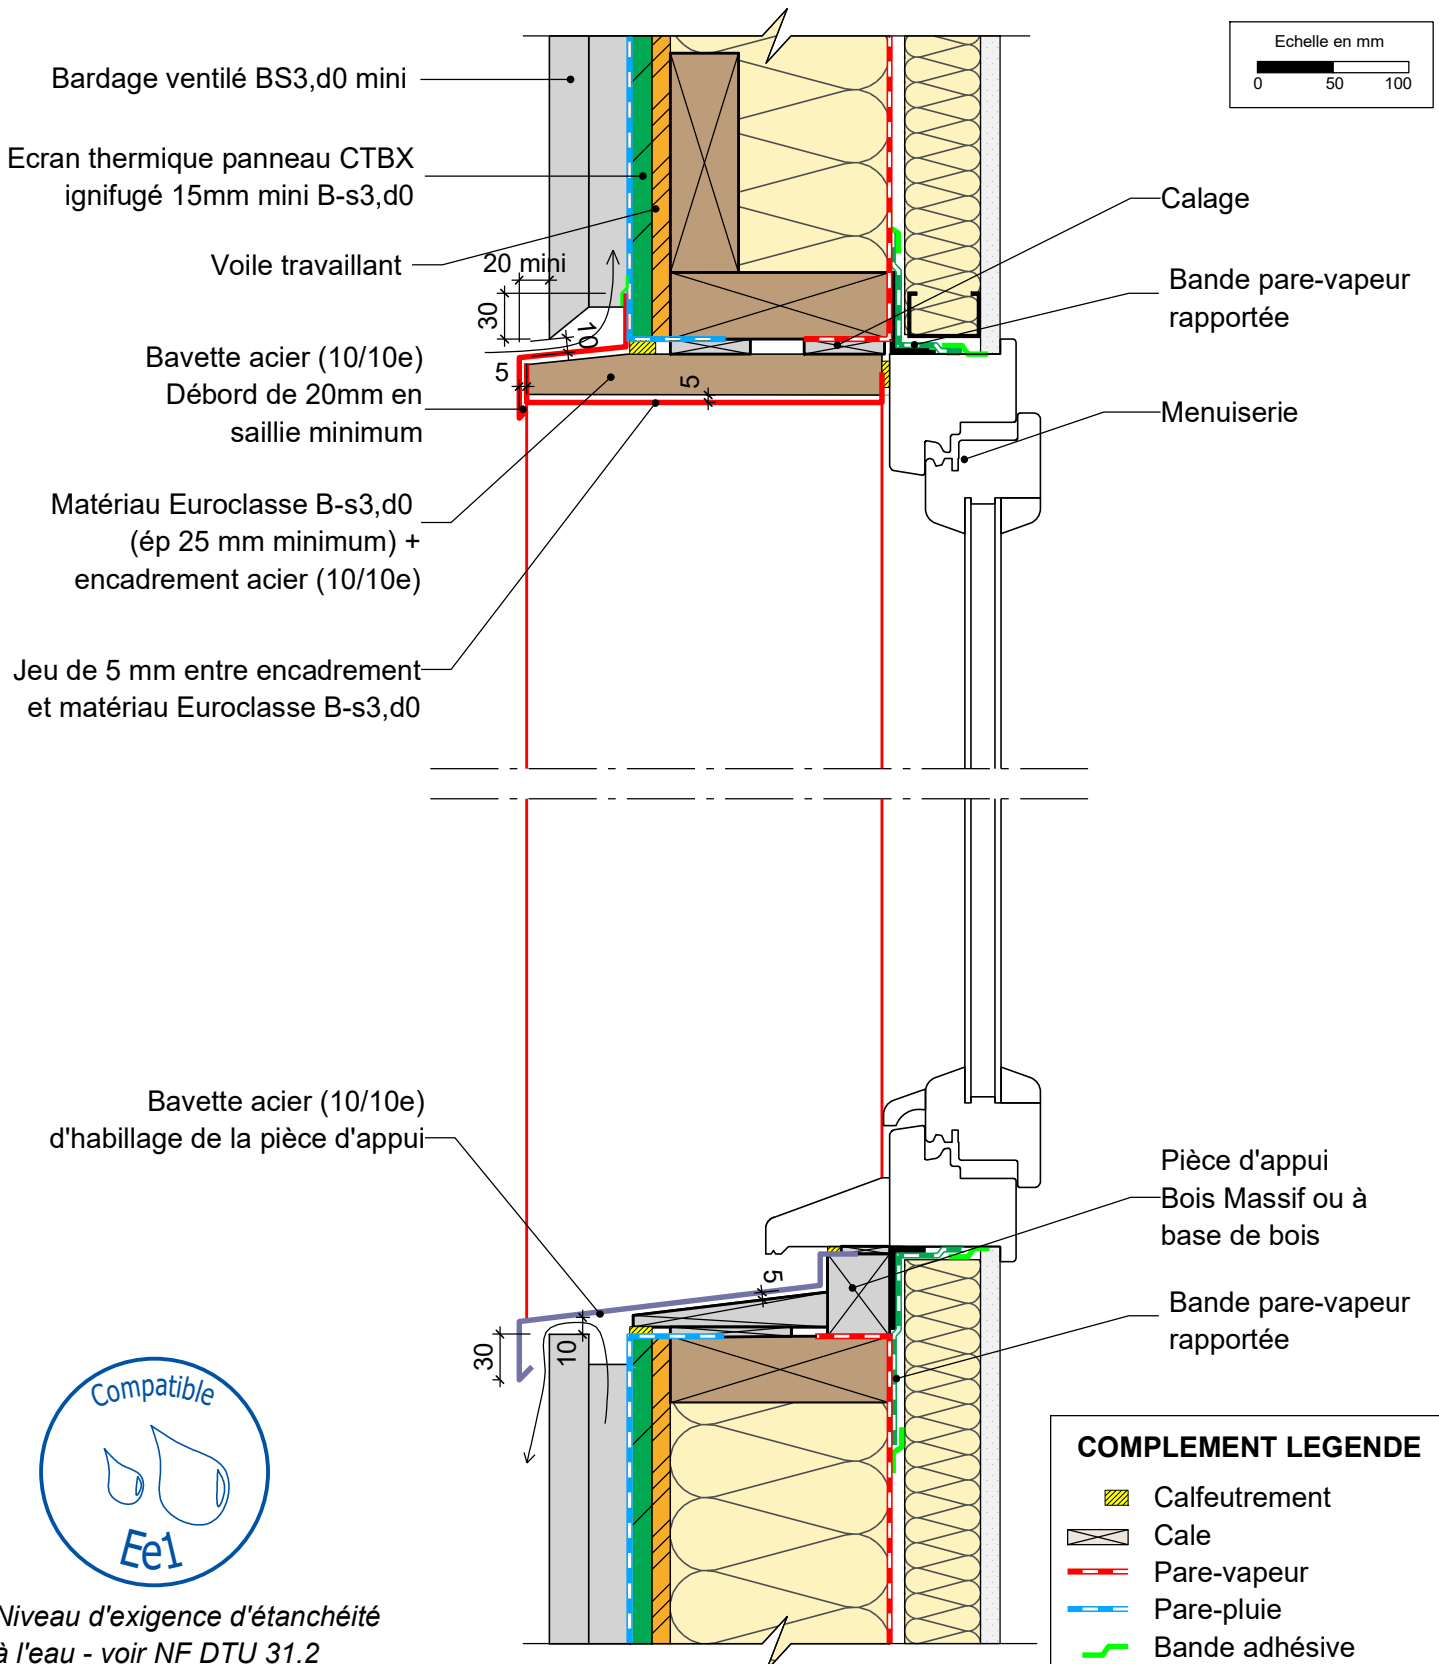 Echelle en mm
0 50 100
Bardage ventilé BS3,d0 mini
Ecran thermique panneau CTBX
ignifugé 15mm mini B-s3,d0
Voile travaillant
20 mini
30
10
5
5
Bavette acier (10/10e)
Débord de 20mm en
saillie minimum
Matériau Euroclasse B-s3,d0
(ép 25 mm minimum) +
encadrement acier (10/10e)
Jeu de 5 mm entre encadrement
et matériau Euroclasse B-s3,d0
Calage
Bande pare-vapeur
rapportée
Menuiserie
Bavette acier (10/10e)
d'habillage de la pièce d'appui
Pièce d'appui
Bois Massif ou à
base de bois
5
10
30
Bande pare-vapeur
rapportée
Compatible
Ee1
Niveau d'exigence d'étanchéité
à l'eau - voir NF DTU 31.2
COMPLEMENT LEGENDE
Calfeutrement
Cale
Pare-vapeur
Pare-pluie
Bande adhésive